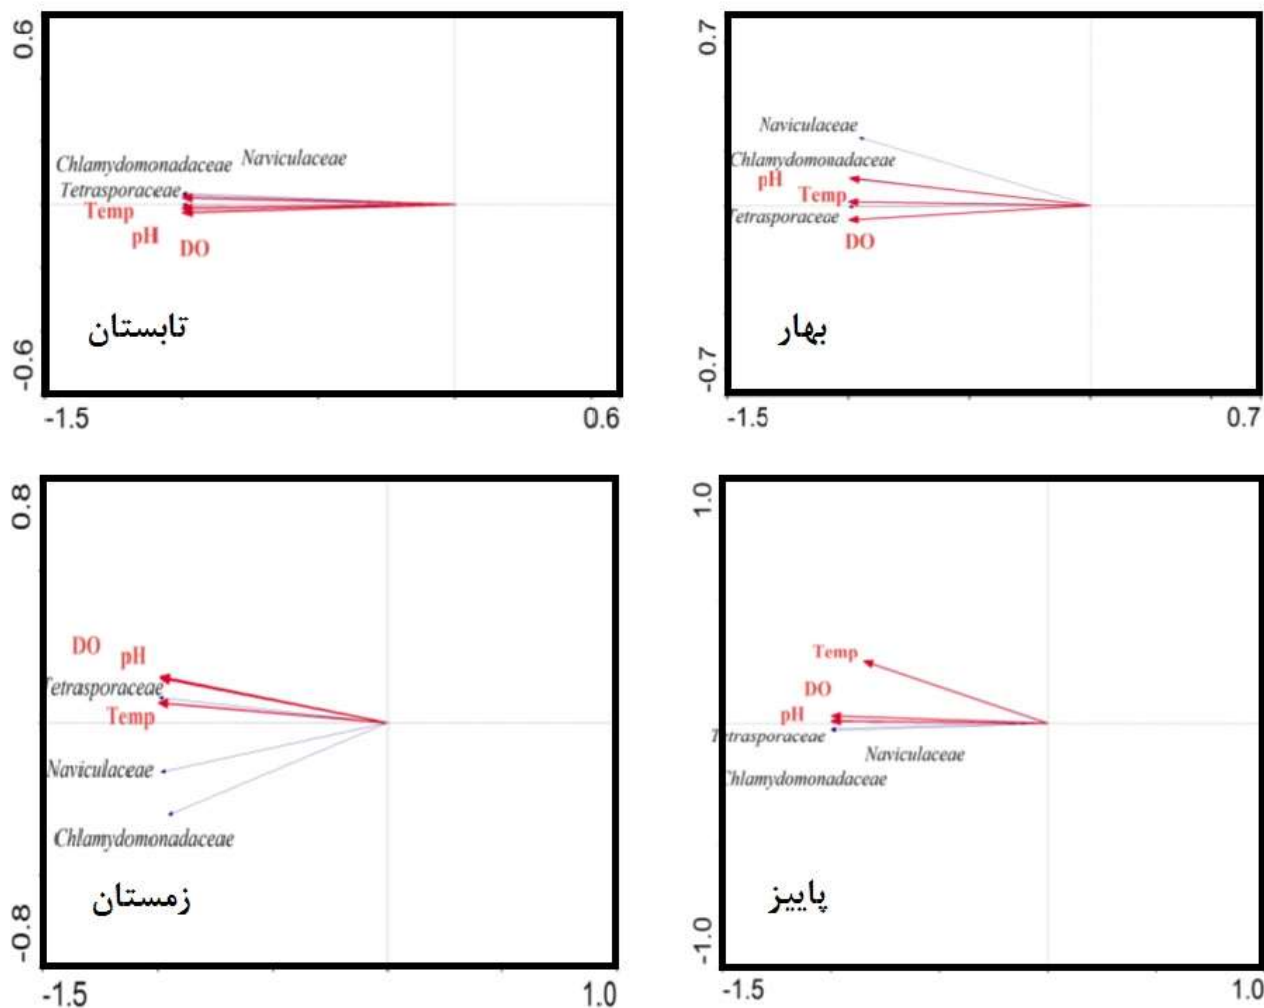 0.6
Chlamydomonadaceae Naviculaceae
Tetrasporaceae
Temp
pH DO
تابستان
-0.6
-1.5 0.6
0.7
Naviculaceae
Chlamydomonadaceae
pH
Temp
Tetrasporaceae
DO
بهار
-0.7
-1.5 0.7
0.8
DO pH
Tetrasporaceae
Temp
Naviculaceae
Chlamydomonadaceae
زمستان
-0.8
-1.5 1.0
1.0
Temp
DO
pH
Tetrasporaceae
Naviculaceae
Chlamydomonadaceae
پاییز
-1.0
-1.5 1.0